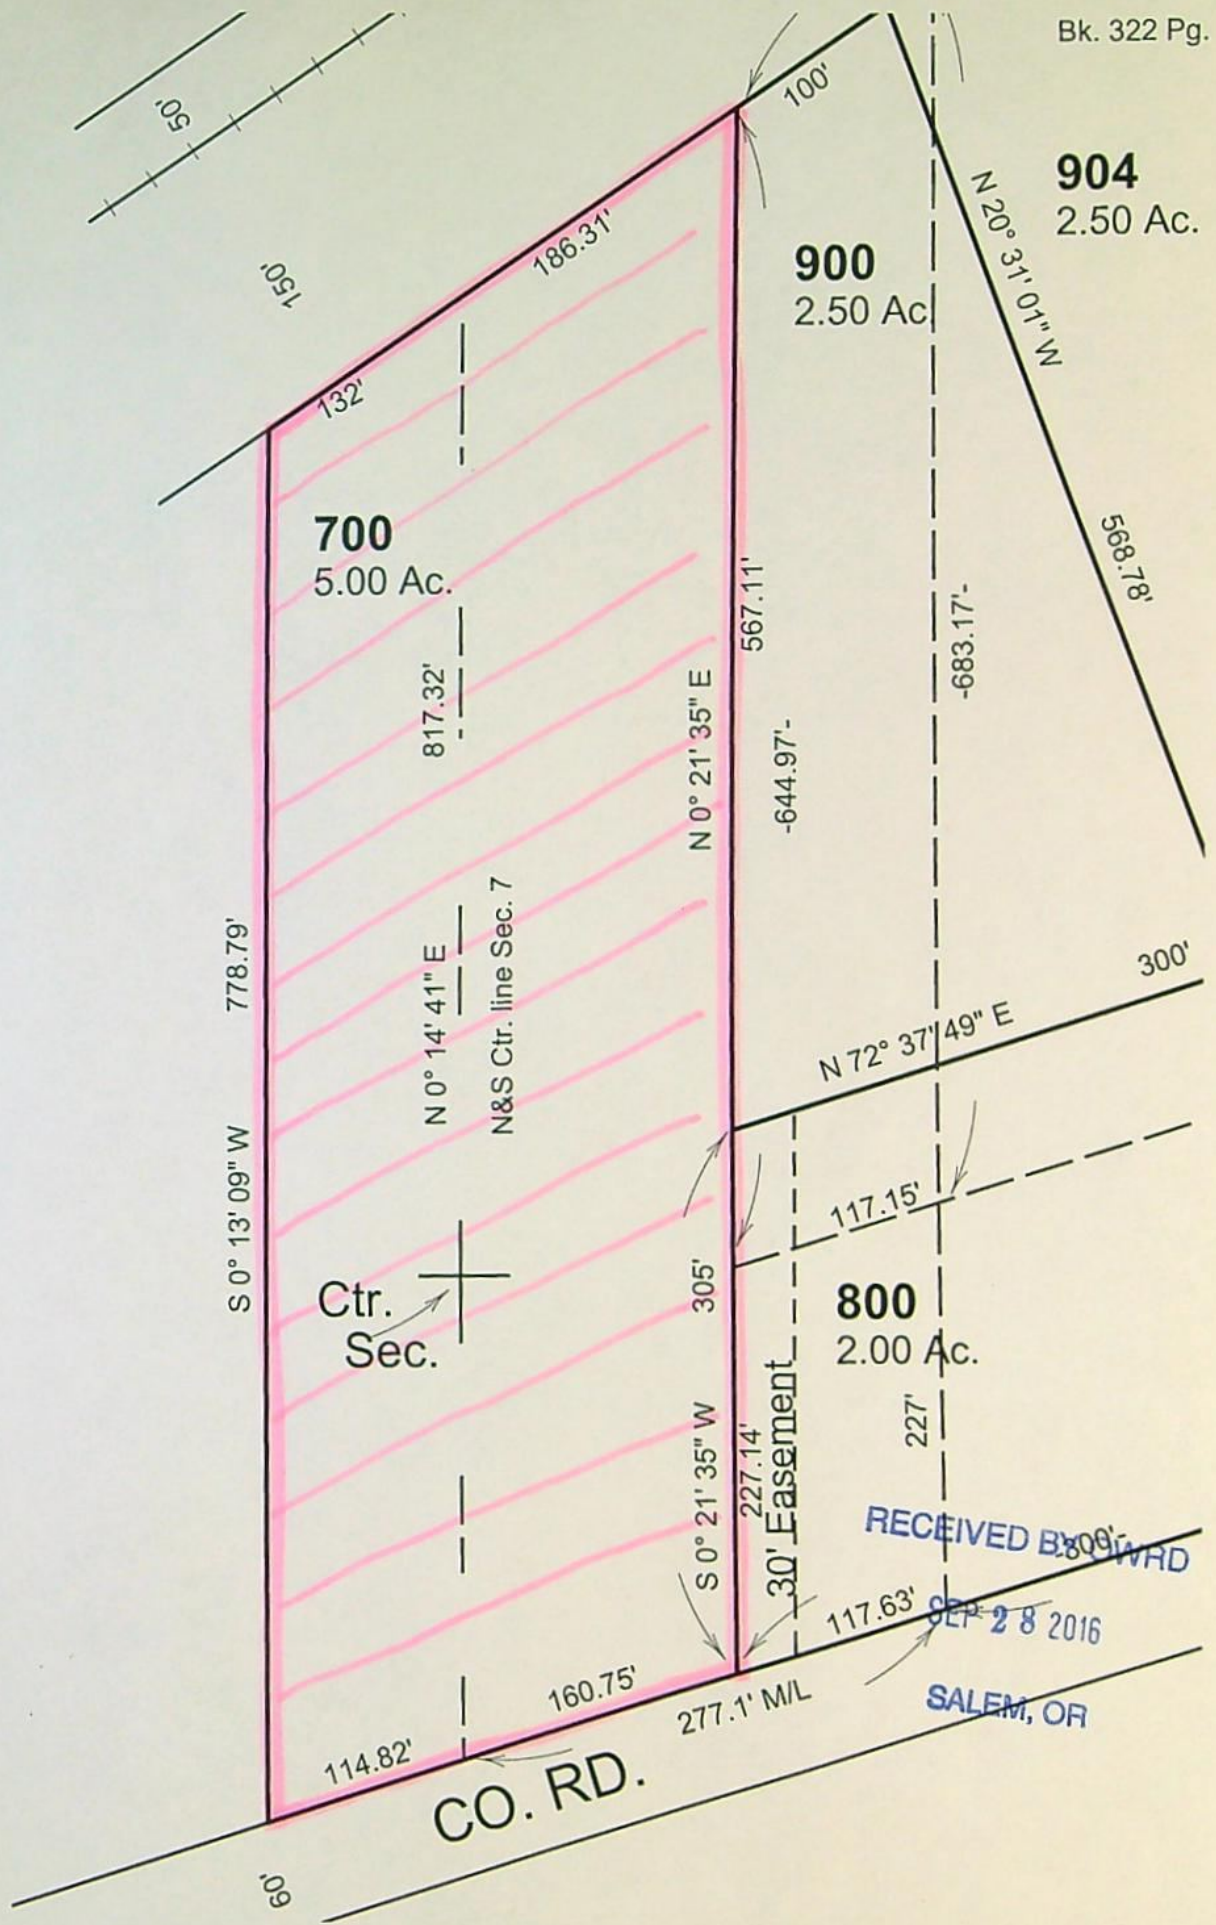 Bk. 322 Pg.
50'
100'
904
2.50 Ac.
N 20° 31' 01" W
186.31'
900
2.50 Ac
150'
132'
700
5.00 Ac.
568.78'
567.11'
-683.17'-
817.32'
N 0° 21' 35" E
-644.97'-
778.79'
N 0° 14' 41" E
N&S Ctr. line Sec. 7
300'
N 72° 37' 49" E
S 0° 13' 09" W
117.15'
305'
Ctr.
Sec.
800
2.00 Ac.
227'
S 0° 21' 35" W
227.14'
30' Easement
RECEIVED BY OWRD
SEP 28 2016
SALEM, OR
117.63'
160.75'
277.1' M/L
114.82'
CO. RD.
60'